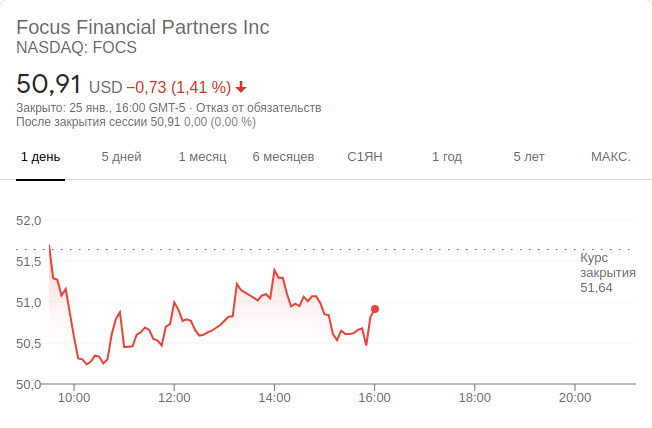 Focus Financial Partners Inc
NASDAQ: FOCS
50,91 USD −0,73 (1,41 %)
Закрыто: 25 янв., 16:00 GMT-5 · Отказ от обязательств
После закрытия сессии 50,91 0,00 (0,00 %)
1 день 5 дней 1 месяц 6 месяцев С1ЯН 1 год 5 лет МАКС.
52,0
51,5
51,0
50,5
50,0
Курс
закрытия
51,64
10:00 12:00 14:00 16:00 18:00 20:00